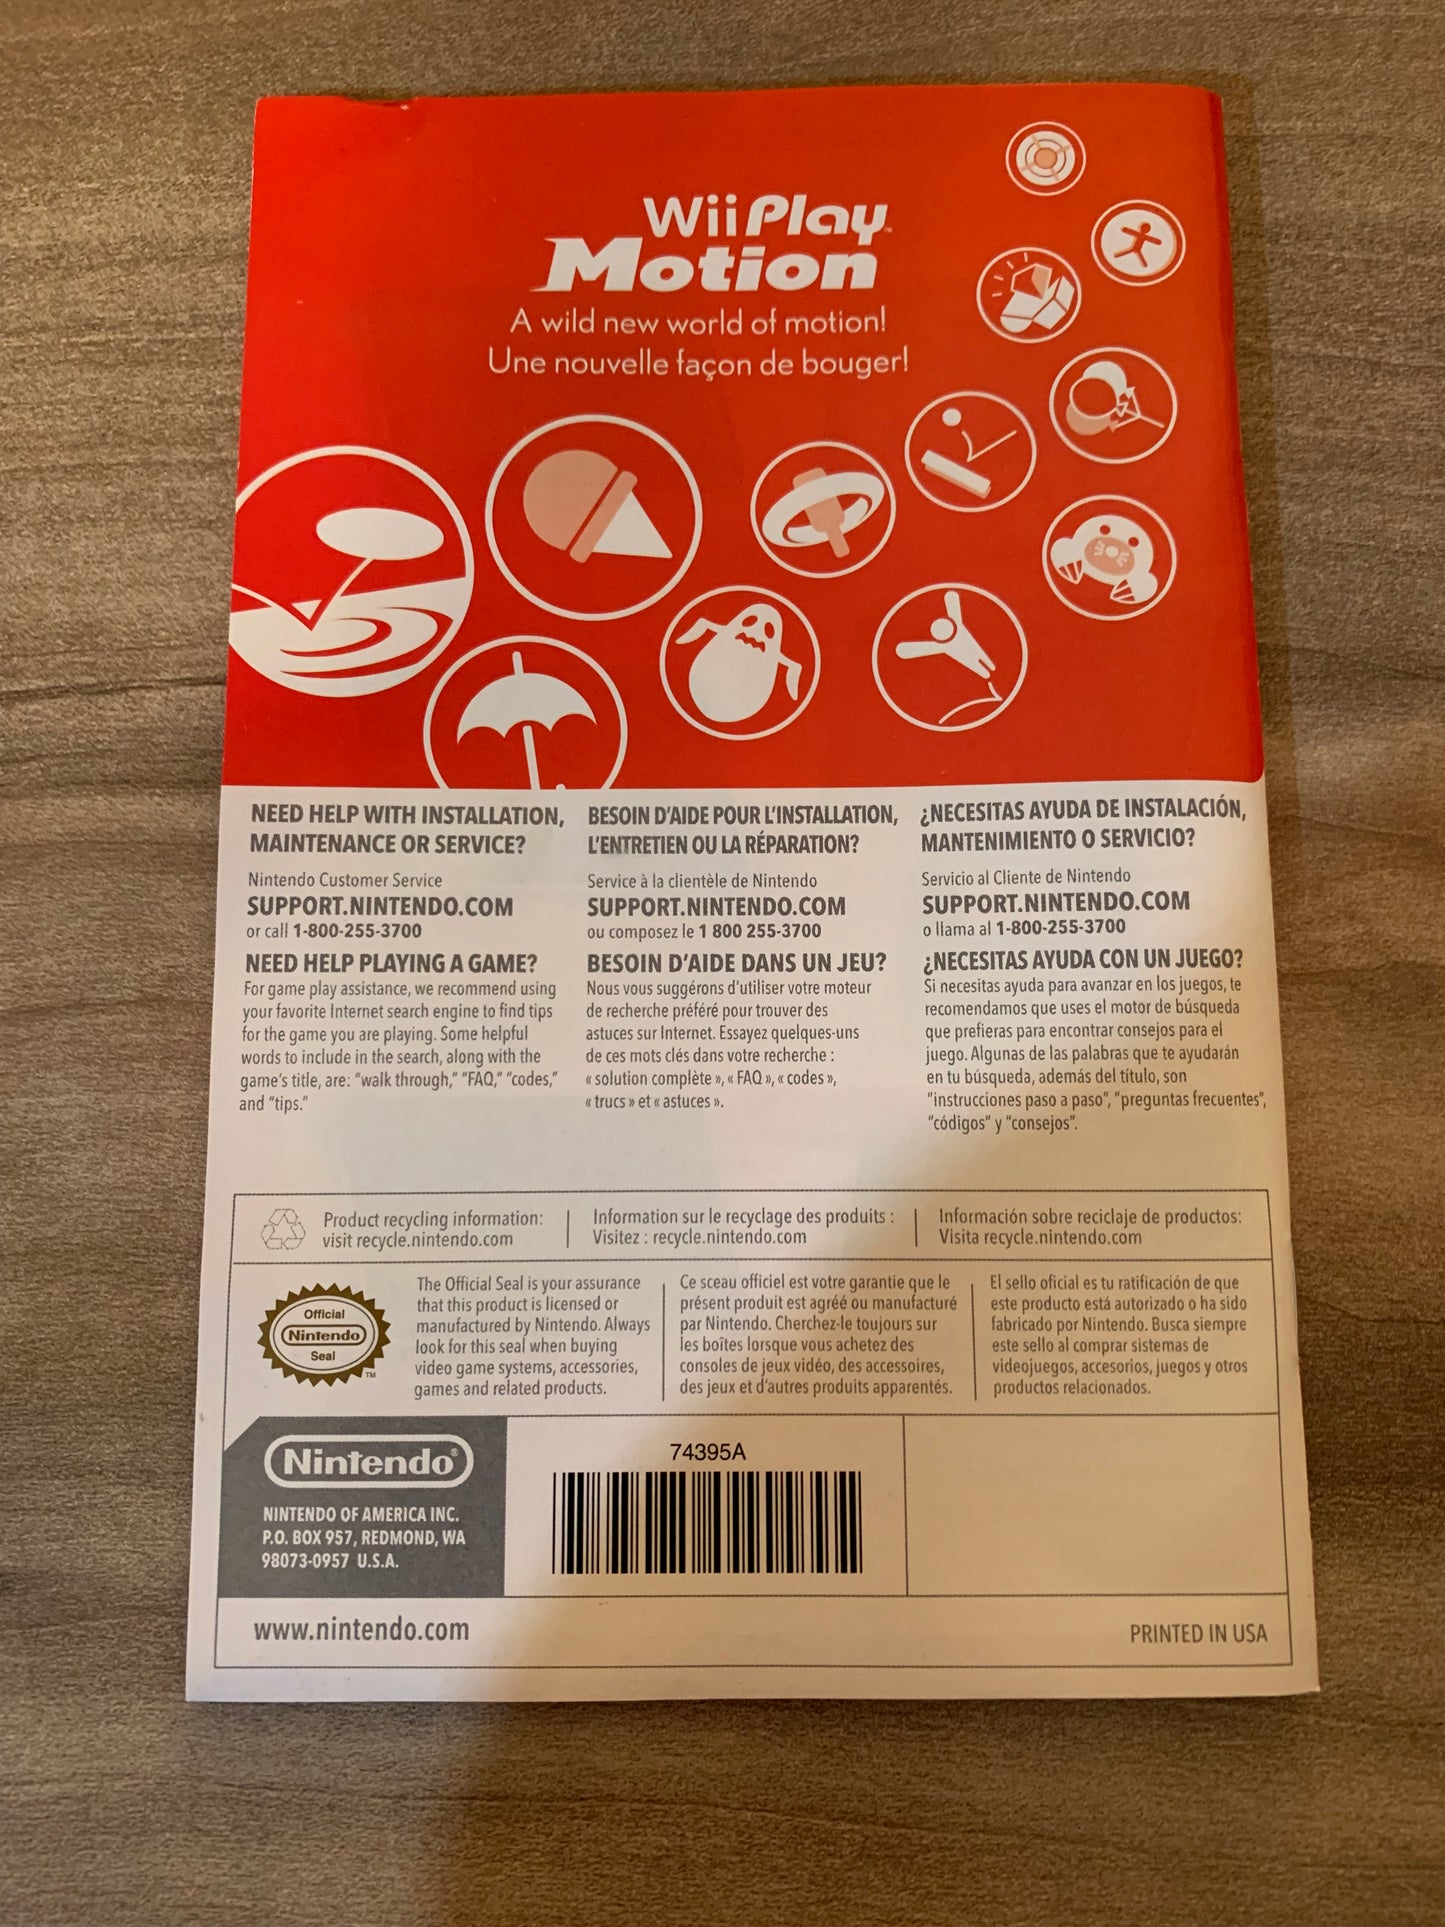 Wii Play
Motion
A wild new world of motion!
Une nouvelle façon de bouger!
NEED HELP WITH INSTALLATION,
MAINTENANCE OR SERVICE?
Nintendo Customer Service
SUPPORT.NINTENDO.COM
or call 1-800-255-3700
NEED HELP PLAYING A GAME?
For game play assistance, we recommend using
your favorite Internet search engine to find tips
for the game you are playing. Some helpful
words to include in the search, along with the
game's title, are: "walk through," "FAQ," "codes,"
and "tips."
BESOIN D'AIDE POUR L'INSTALLATION,
L'ENTRETIEN OU LA RÉPARATION?
Service à la clientèle de Nintendo
SUPPORT.NINTENDO.COM
ou composez le 1 800 255-3700
BESOIN D'AIDE DANS UN JEU?
Nous vous suggérons d'utiliser votre moteur
de recherche préféré pour trouver des
astuces sur Internet. Essayez quelques-uns
de ces mots clés dans votre recherche :
« solution complète », « FAQ », « codes »,
« trucs » et « astuces ».
¿NECESITAS AYUDA DE INSTALACIÓN,
MANTENIMIENTO O SERVICIO?
Servicio al Cliente de Nintendo
SUPPORT.NINTENDO.COM
o llama al 1-800-255-3700
¿NECESITAS AYUDA CON UN JUEGO?
Si necesitas ayuda para avanzar en los juegos, te
recomendamos que uses el motor de búsqueda
que prefieras para encontrar consejos para el
juego. Algunas de las palabras que te ayudarán
en tu búsqueda, además del título, son
"instrucciones paso a paso", "preguntas frecuentes",
"códigos" y "consejos".
Product recycling information:
visit recycle.nintendo.com
Information sur le recyclage des produits :
Visitez : recycle.nintendo.com
Información sobre reciclaje de productos:
Visita recycle.nintendo.com
Official
Nintendo
Seal
TM
The Official Seal is your assurance
that this product is licensed or
manufactured by Nintendo. Always
look for this seal when buying
video game systems, accessories,
games and related products.
Ce sceau officiel est votre garantie que le
présent produit est agréé ou manufacturé
par Nintendo. Cherchez-le toujours sur
les boîtes lorsque vous achetez des
consoles de jeux vidéo, des accessoires,
des jeux et d'autres produits apparentés.
El sello oficial es tu ratificación de que
este producto está autorizado o ha sido
fabricado por Nintendo. Busca siempre
este sello al comprar sistemas de
videojuegos, accesorios, juegos y otros
productos relacionados.
Nintendo®
NINTENDO OF AMERICA INC.
P.O. BOX 957, REDMOND, WA
98073-0957 U.S.A.
74395A
www.nintendo.com
PRINTED IN USA